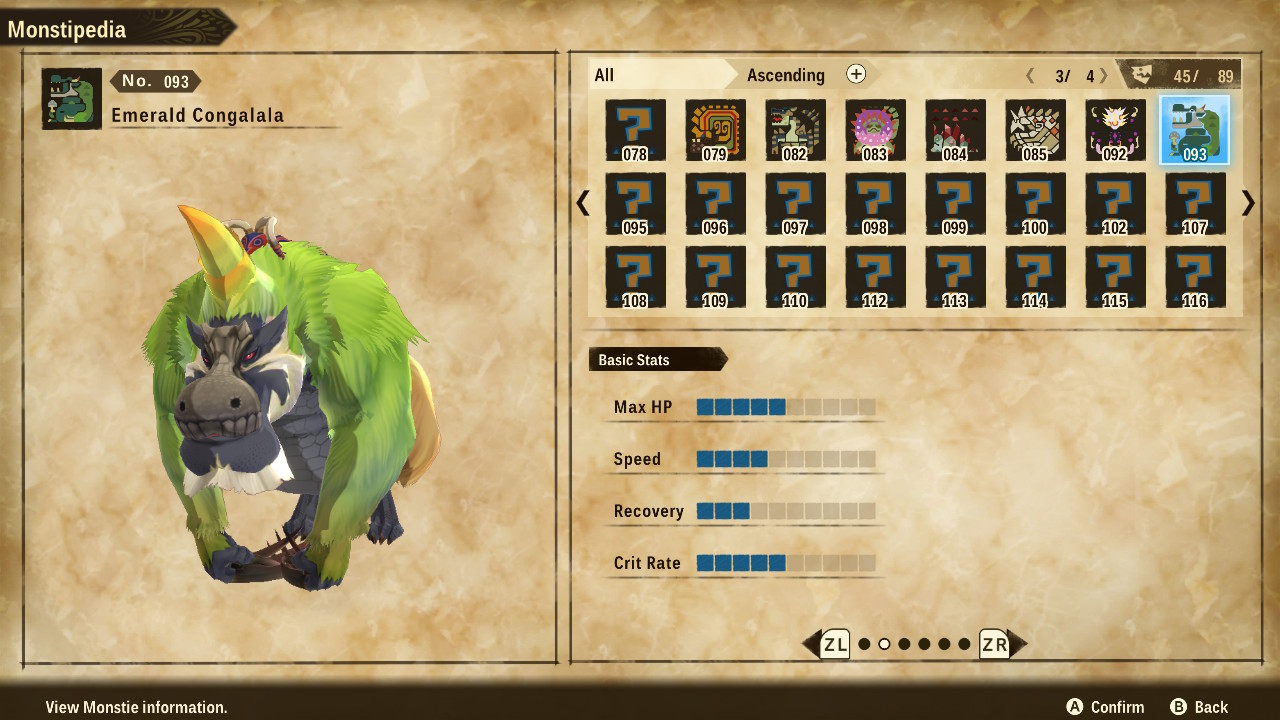 Monstipedia
No. 093
Emerald Congalala
All
Ascending
3/ 4
45/ 89
078 079 082 083 084 085 092 093
095 096 097 098 099 100 102 107
108 109 110 112 113 114 115 116
Basic Stats
Max HP
Speed
Recovery
Crit Rate
ZL ZR
View Monstie information.
A Confirm B Back